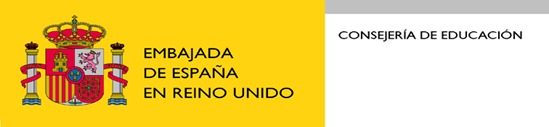 EMBAJADA
DE ESPAÑA
EN REINO UNIDO
CONSEJERÍA DE EDUCACIÓN